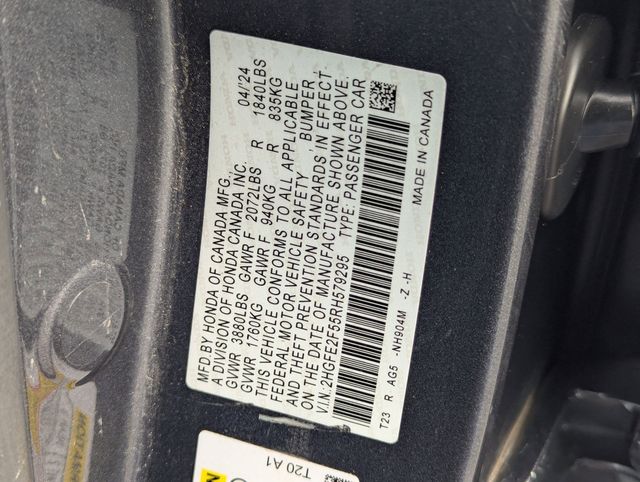 MFD.BY HONDA OF CANADA MFG., 04/24
A DIVISION OF HONDA CANADA INC.
GVWR 3880LBS GAWR F 2072LBS R 1840LBS
GVWR 1760KG GAWR F 940KG R 835KG
THIS VEHICLE CONFORMS TO ALL APPLICABLE
FEDERAL MOTOR VEHICLE SAFETY , BUMPER ,
AND THEFT PREVENTION STANDARDS IN EFFECT
ON THE DATE OF MANUFACTURE SHOWN ABOVE.
V.I.N.:2HGFE2F55RH579295 TYPE: PASSENGER CAR
T23 R AG5 -NH904M -Z -H MADE IN CANADA
T20 A1